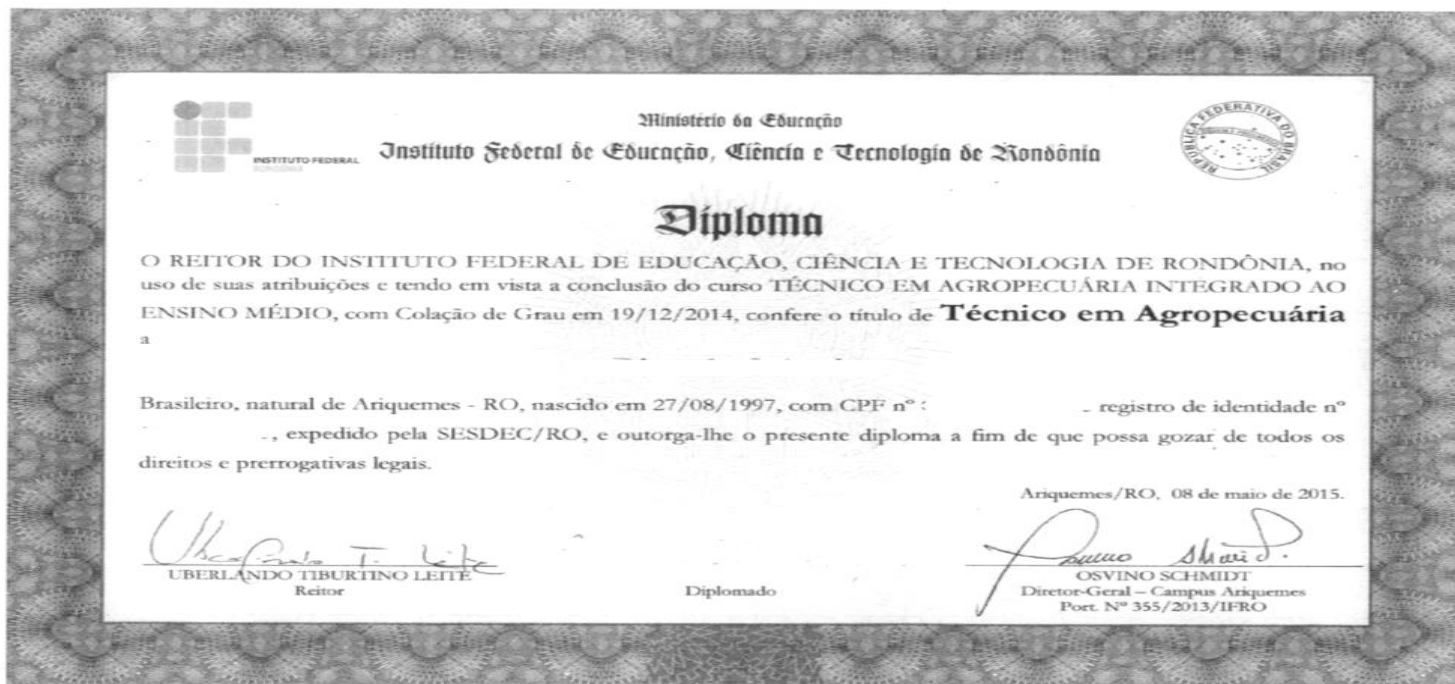 Ministério da Educação
INSTITUTO FEDERAL
RONDÔNIA
Instituto Federal de Educação, Ciência e Tecnologia de Rondônia
REPÚBLICA FEDERATIVA DO BRASIL
Diploma
O REITOR DO INSTITUTO FEDERAL DE EDUCAÇÃO, CIÊNCIA E TECNOLOGIA DE RONDÔNIA, no
uso de suas atribuições e tendo em vista a conclusão do curso TÉCNICO EM AGROPECUÁRIA INTEGRADO AO
ENSINO MÉDIO, com Colação de Grau em 19/12/2014, confere o título de Técnico em Agropecuária
a
Brasileiro, natural de Ariquemes - RO, nascido em 27/08/1997, com CPF nº : registro de identidade nº
, expedido pela SESDEC/RO, e outorga-lhe o presente diploma a fim de que possa gozar de todos os
direitos e prerrogativas legais.
Ariquemes/RO, 08 de maio de 2015.
UBERLANDO TIBURTINO LEITE
Reitor
Diplomado
OSVINO SCHMIDT
Diretor-Geral – Campus Ariquemes
Port. Nº 355/2013/IFRO